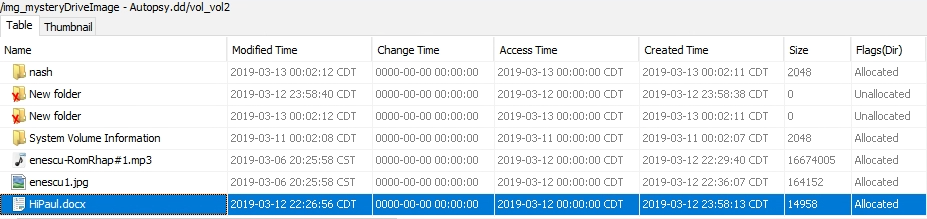 /img_mysteryDriveImage - Autopsy.dd/vol_vol2
Table Thumbnail
Name Modified Time Change Time Access Time Created Time Size Flags(Dir)
nash 2019-03-13 00:02:12 CDT 0000-00-00 00:00:00 2019-03-13 00:00:00 CDT 2019-03-13 00:02:11 CDT 2048 Allocated
New folder 2019-03-12 23:58:40 CDT 0000-00-00 00:00:00 2019-03-12 00:00:00 CDT 2019-03-12 23:58:38 CDT 0 Unallocated
New folder 2019-03-13 00:02:12 CDT 0000-00-00 00:00:00 2019-03-13 00:00:00 CDT 2019-03-13 00:02:11 CDT 0 Unallocated
System Volume Information 2019-03-11 00:02:08 CDT 0000-00-00 00:00:00 2019-03-11 00:00:00 CDT 2019-03-11 00:02:07 CDT 2048 Allocated
enescu-RomRhap#1.mp3 2019-03-06 20:25:58 CST 0000-00-00 00:00:00 2019-03-12 00:00:00 CDT 2019-03-12 22:29:40 CDT 16674005 Allocated
enescu1.jpg 2019-03-06 20:25:58 CST 0000-00-00 00:00:00 2019-03-12 00:00:00 CDT 2019-03-12 22:36:07 CDT 164152 Allocated
HiPaul.docx 2019-03-12 22:26:56 CDT 0000-00-00 00:00:00 2019-03-12 00:00:00 CDT 2019-03-12 23:58:13 CDT 14958 Allocated